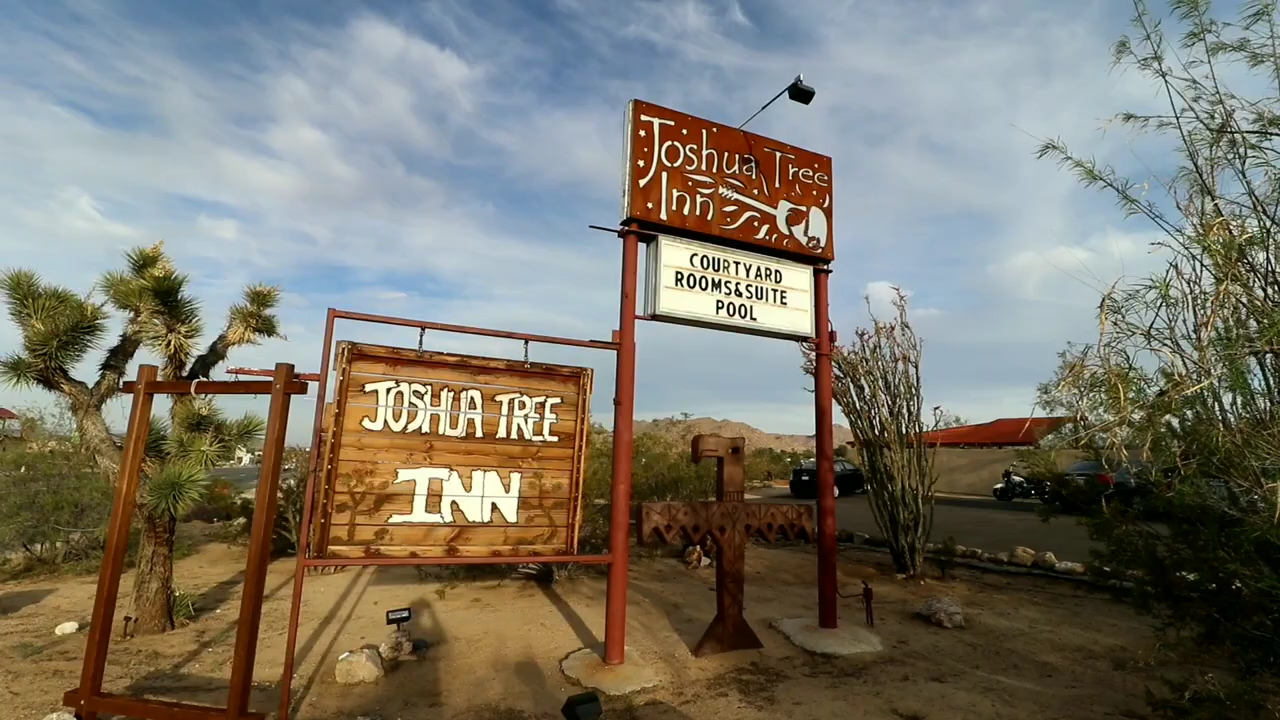 Joshua Tree
Inn
COURTYARD
ROOMS&SUITE
POOL
JOSHUA TREE
INN